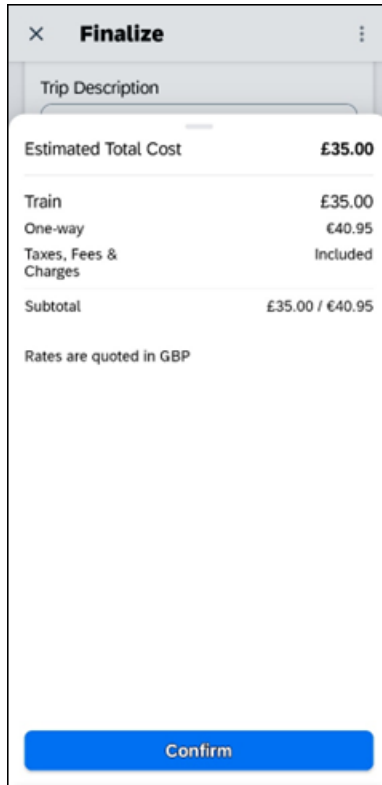 × Finalize
Trip Description
Estimated Total Cost £35.00
Train £35.00
One-way €40.95
Taxes, Fees & Included
Charges
Subtotal £35.00 / €40.95
Rates are quoted in GBP
Confirm